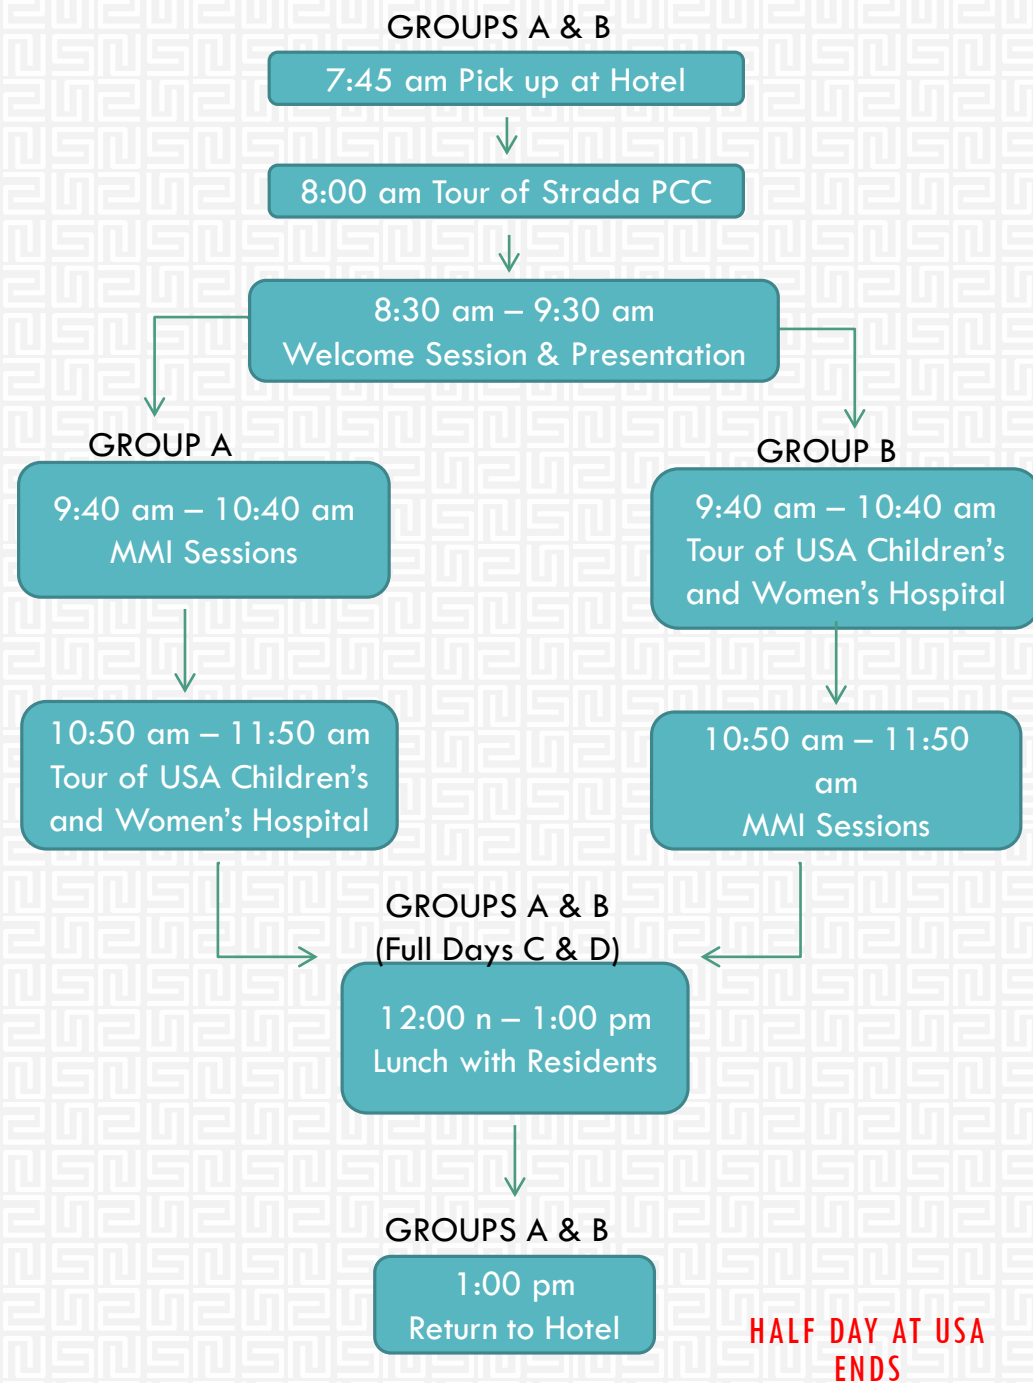 GROUPS A & B
7:45 am Pick up at Hotel
8:00 am Tour of Strada PCC
8:30 am – 9:30 am
Welcome Session & Presentation
GROUP A
9:40 am – 10:40 am
MMI Sessions
GROUP B
9:40 am – 10:40 am
Tour of USA Children’s
and Women’s Hospital
10:50 am – 11:50 am
Tour of USA Children’s
and Women’s Hospital
10:50 am – 11:50
am
MMI Sessions
GROUPS A & B
(Full Days C & D)
12:00 n – 1:00 pm
Lunch with Residents
GROUPS A & B
1:00 pm
Return to Hotel
HALF DAY AT USA
ENDS